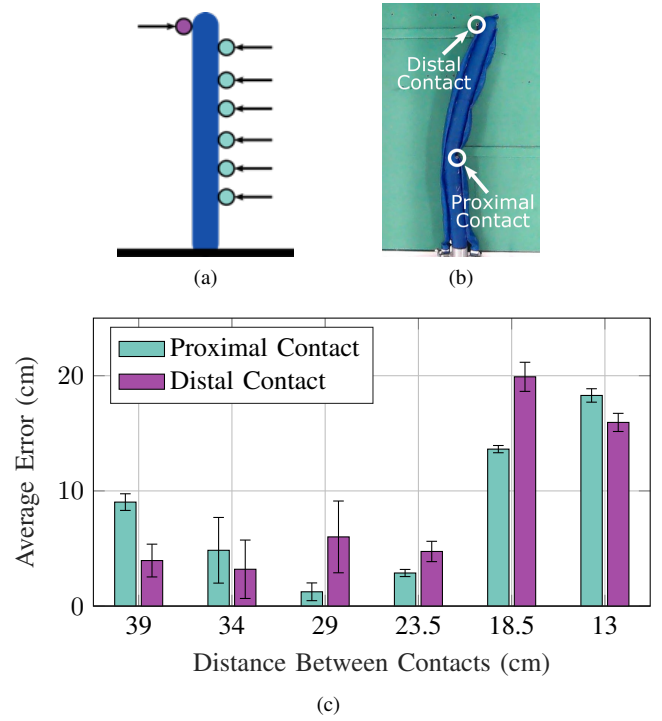 Distal
Contact
Proximal
Contact
(a)
(b)
Proximal Contact
Distal Contact
Average Error (cm)
20
10
0
39 34 29 23.5 18.5 13
Distance Between Contacts (cm)
(c)